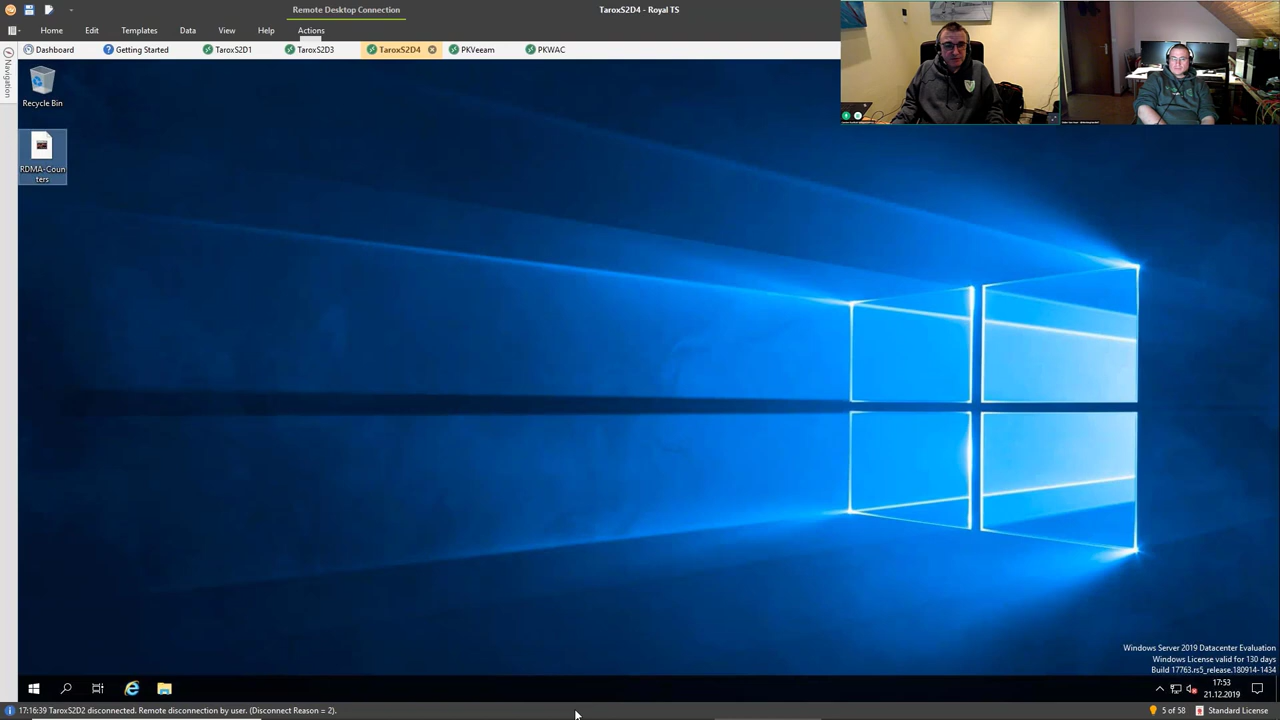 Remote Desktop Connection
TaroxS2D4 - Royal TS
Home Edit Templates Data View Help Actions
Dashboard Getting Started TaroxS2D1 TaroxS2D3 TaroxS2D4 PKVeeam PKWAC
Navigation
Recycle Bin
RDMA-Coun
ters
Windows Server 2019 Datacenter Evaluation
Windows License valid for 130 days
Build 17763.rs5_release.180914-1434
17:53
21.12.2019
17:16:39 TaroxS2D2 disconnected. Remote disconnection by user. (Disconnect Reason = 2).
5 of 58 Standard License